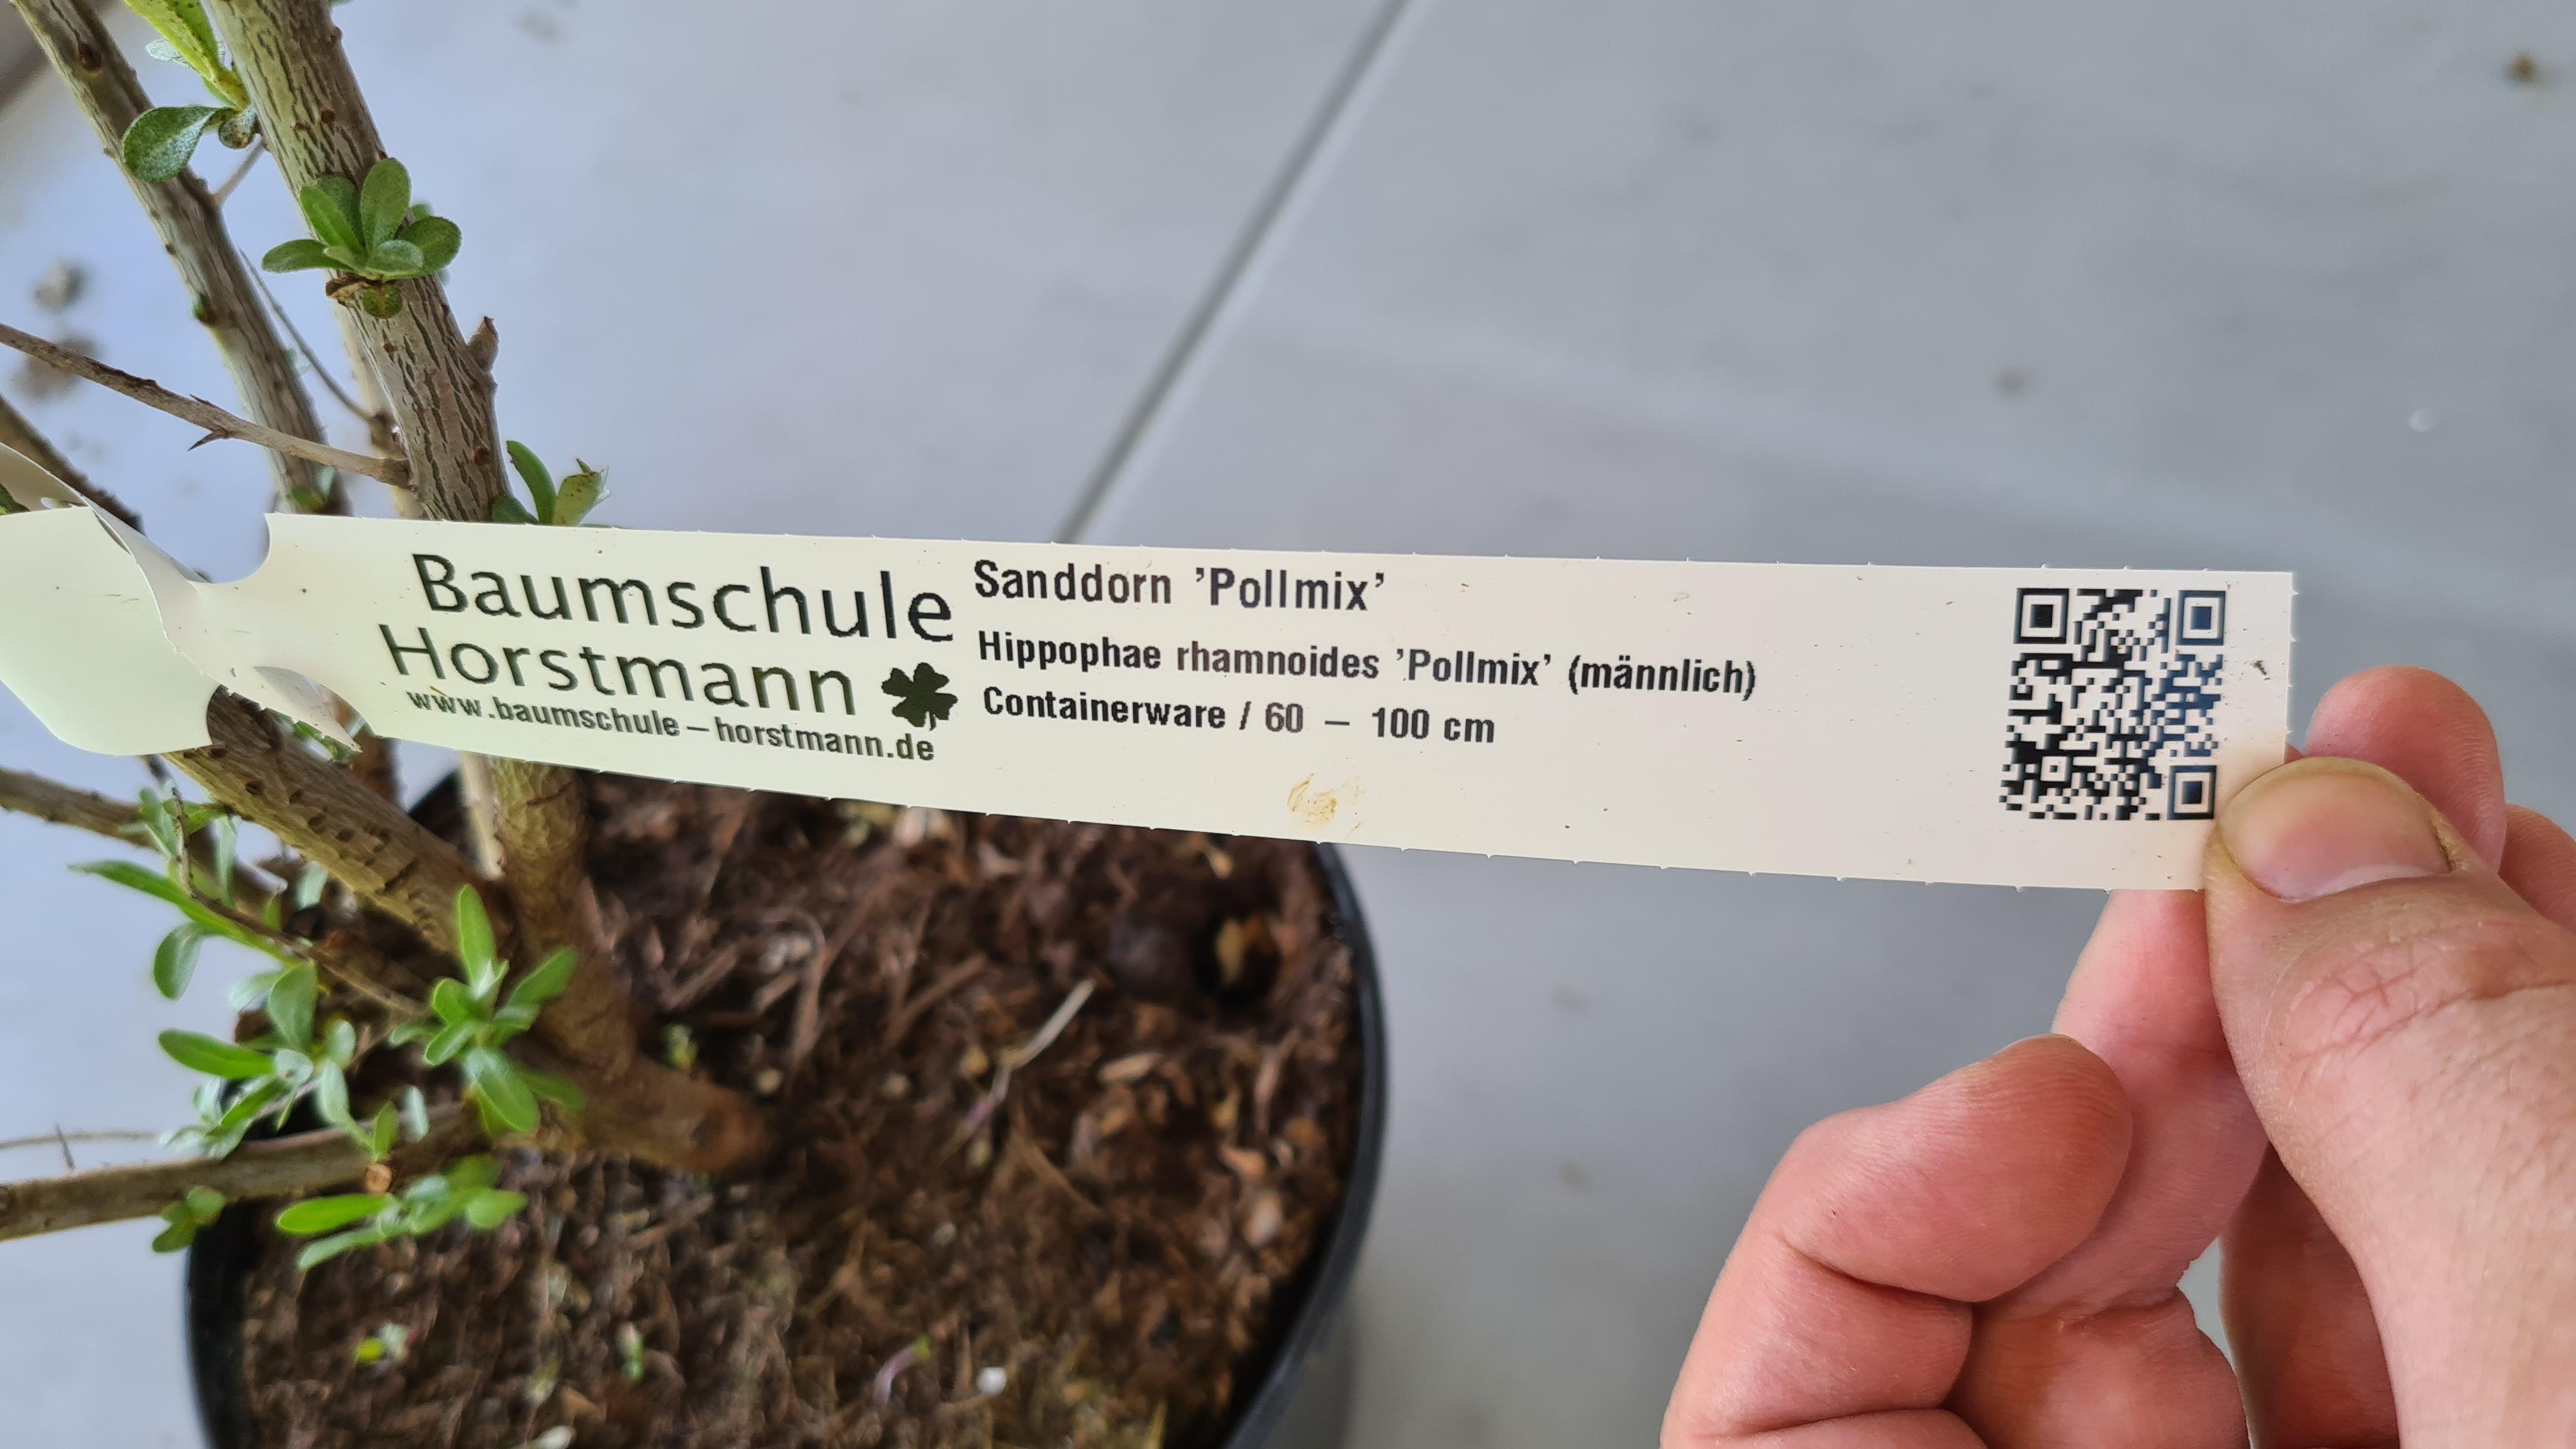 Baumschule
Horstmann
www.baumschule–horstmann.de
Sanddorn ’Pollmix’
Hippophae rhamnoides ’Pollmix’ (männlich)
Containerware / 60 – 100 cm